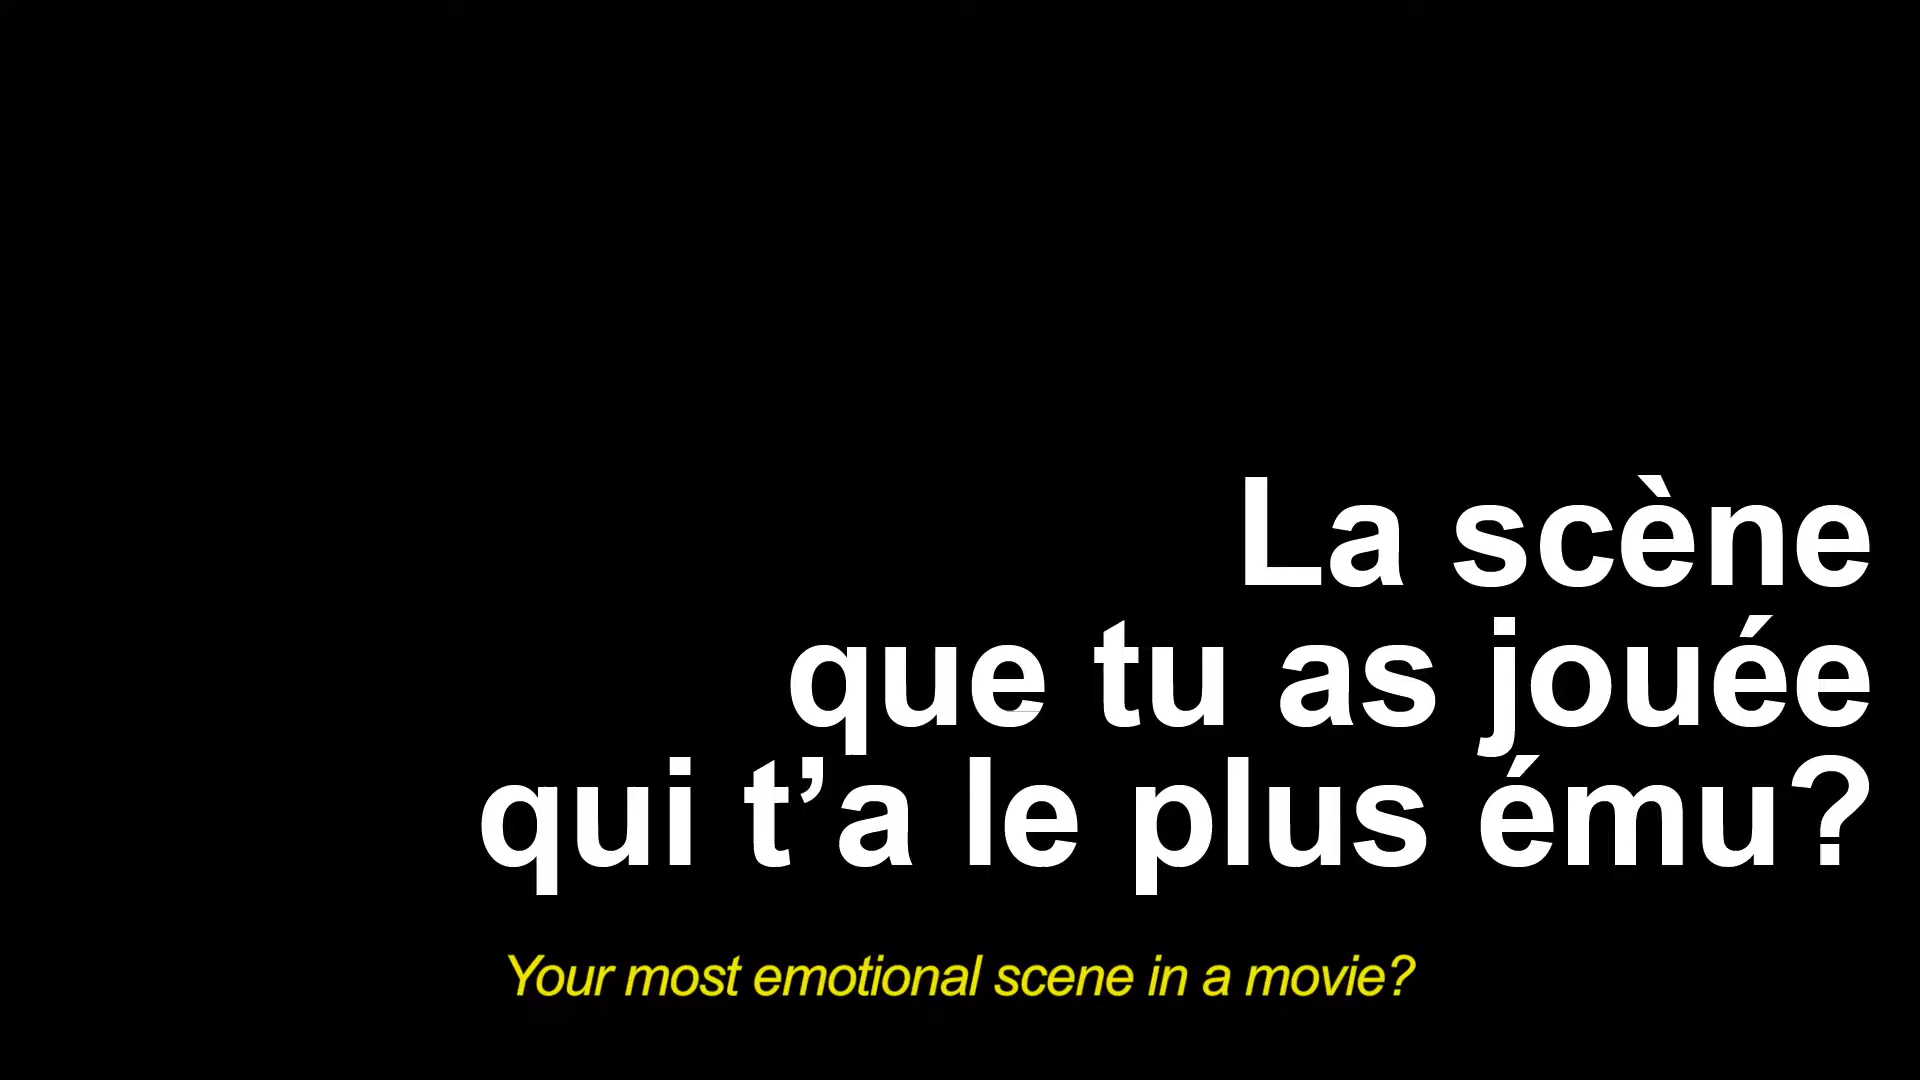 La scène
que tu as jouée
qui t’a le plus ému?
Your most emotional scene in a movie?